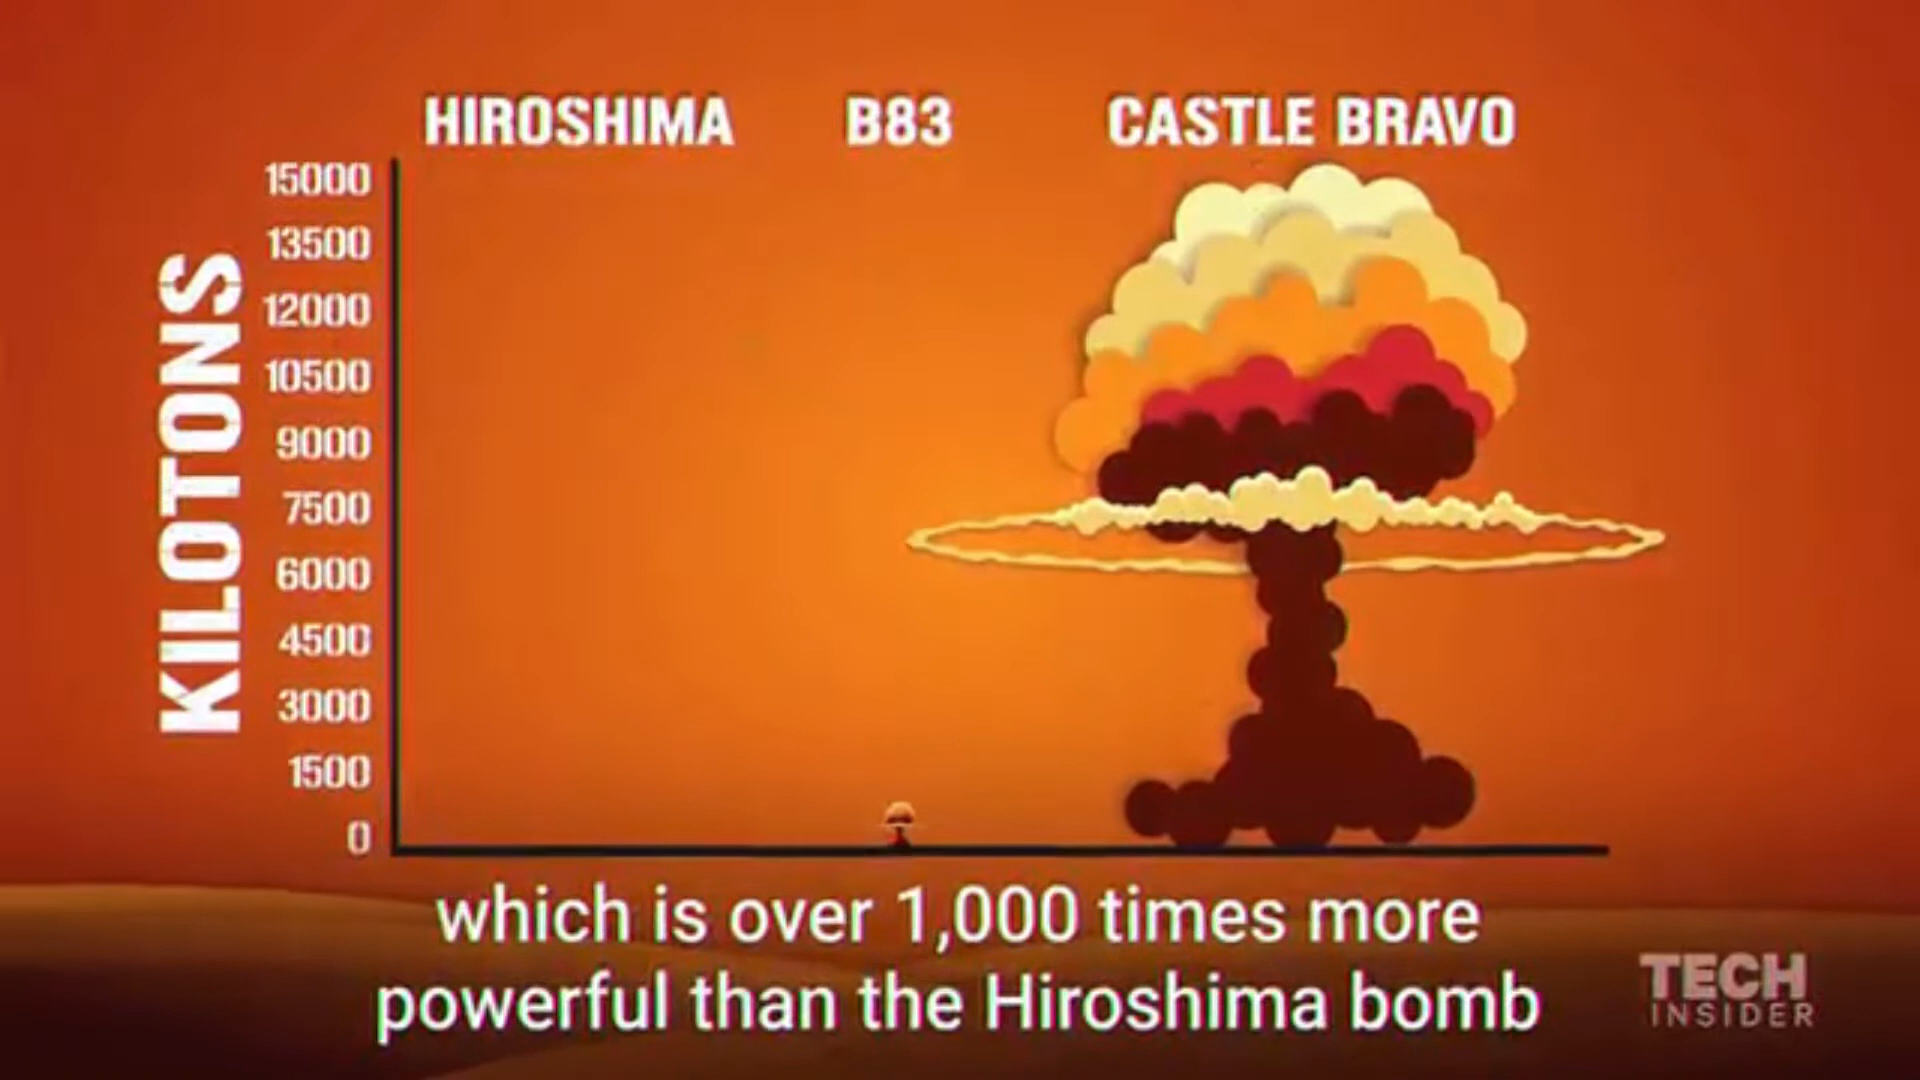 HIROSHIMA B83 CASTLE BRAVO
KILOTONS
15000
13500
12000
10500
9000
7500
6000
4500
3000
1500
0
which is over 1,000 times more
powerful than the Hiroshima bomb
TECH
INSIDER